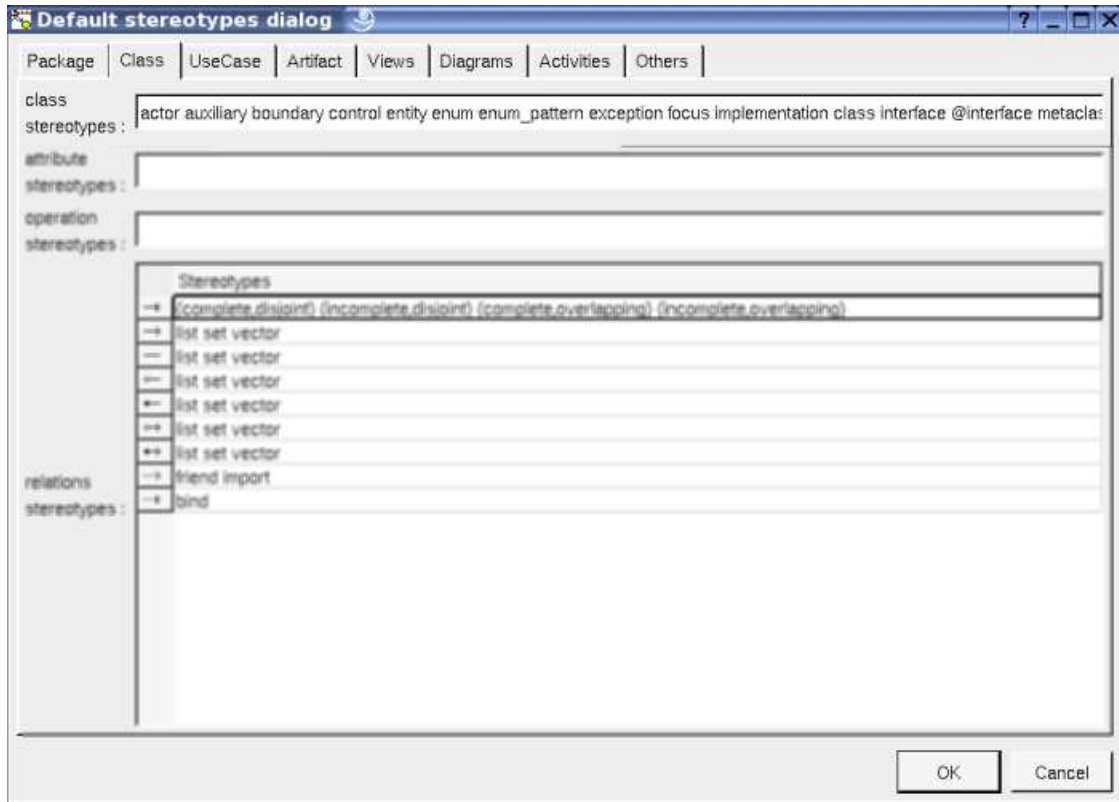 Default stereotypes dialog
Package Class UseCase Artifact Views Diagrams Activities Others
class
stereotypes :
actor auxiliary boundary control entity enum enum_pattern exception focus implementation class interface @interface metaclas
attribute
stereotypes :
operation
stereotypes :
Stereotypes
(complete,disjoint) (incomplete,disjoint) (complete,overlapping) (incomplete,overlapping)
list set vector
list set vector
list set vector
list set vector
list set vector
list set vector
friend import
bind
relations
stereotypes :
OK Cancel